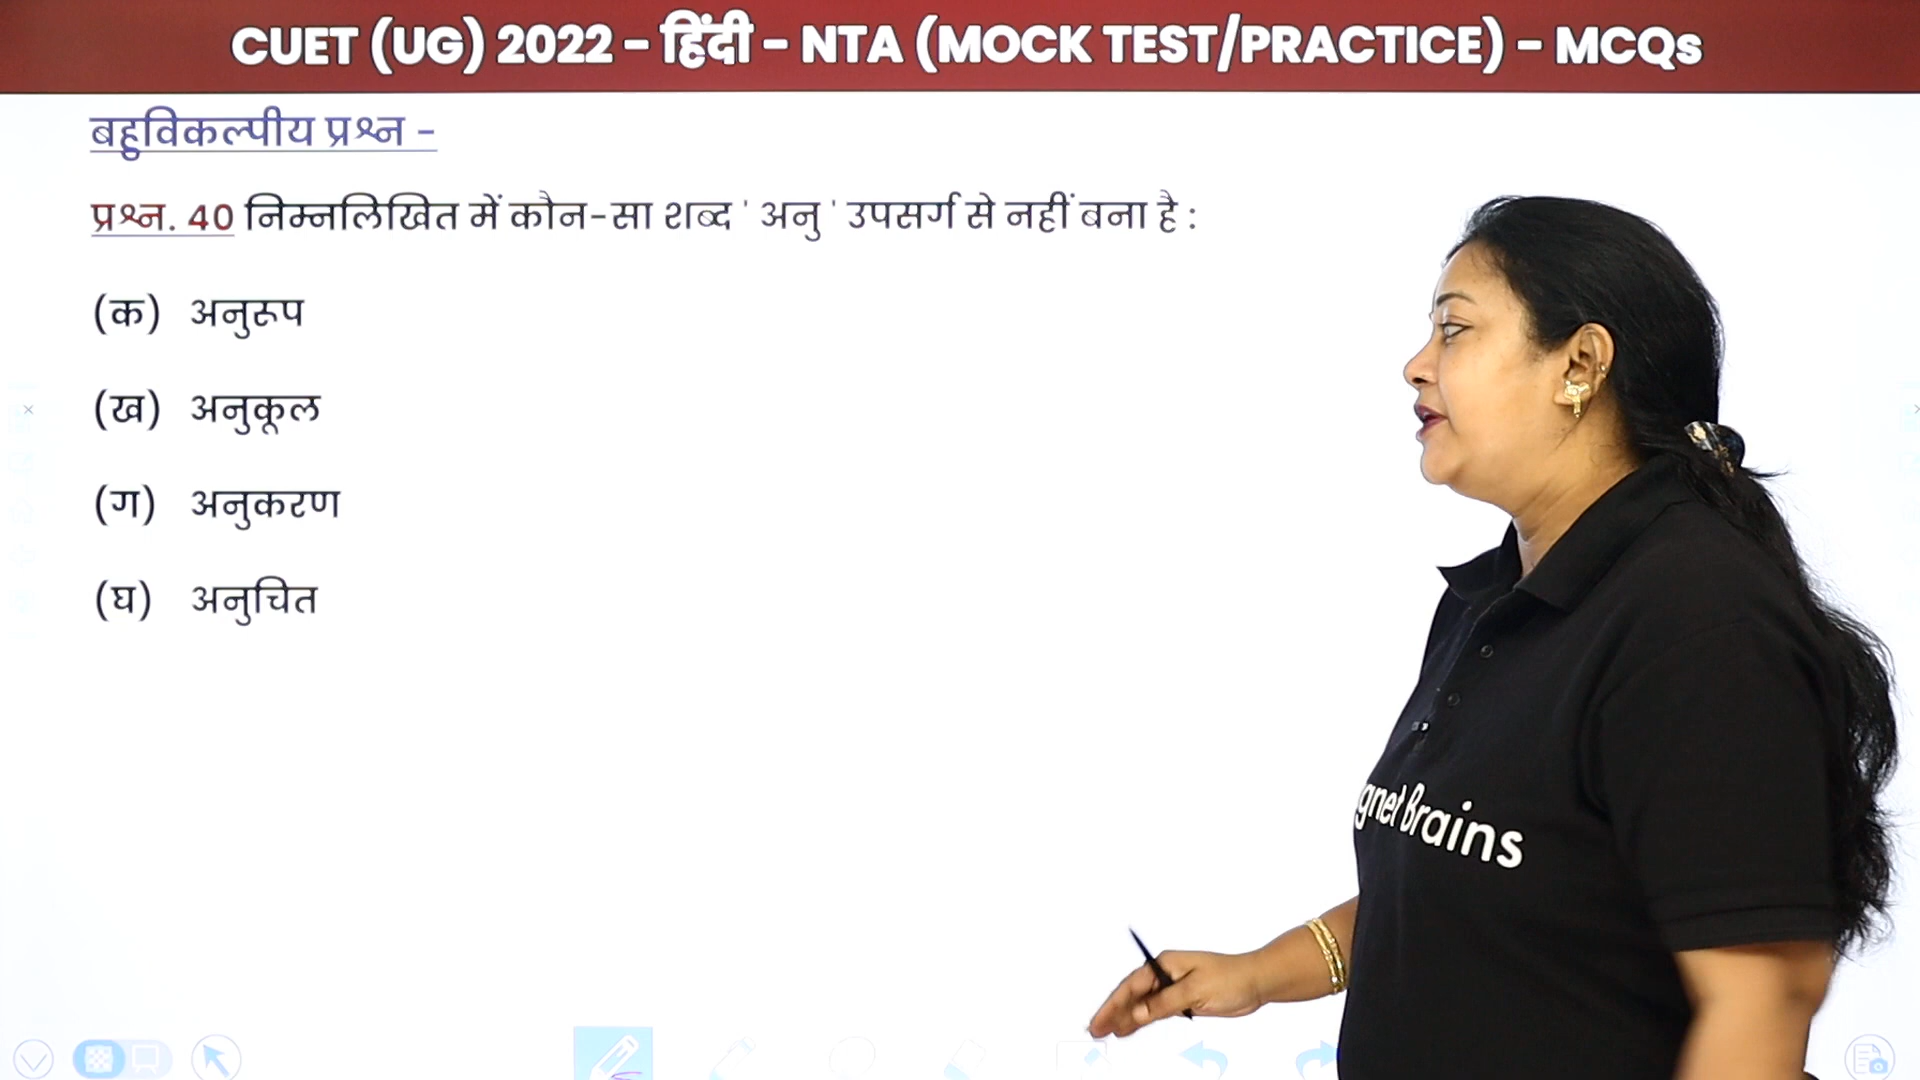 CUET (UG) 2022 - हिंदी - NTA (MOCK TEST/PRACTICE) - MCQs
बहुविकल्पीय प्रश्न -
प्रश्न. 40 निम्नलिखित में कौन-सा शब्द ' अनु ' उपसर्ग से नहीं बना है :
(क) अनुरूप
(ख) अनुकूल
(ग) अनुकरण
(घ) अनुचित
gnet Brains